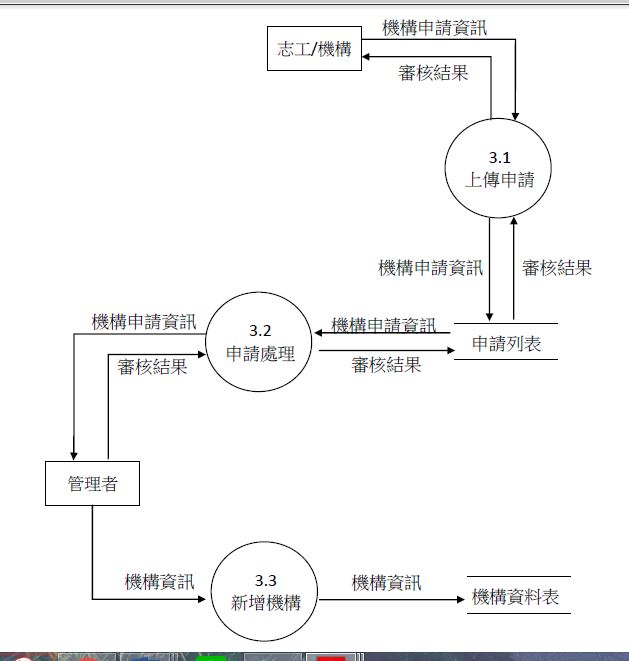 機構申請資訊
志工/機構
審核結果
3.1
上傳申請
機構申請資訊
審核結果
機構申請資訊
3.2
申請處理
機構申請資訊
申請列表
審核結果
審核結果
管理者
機構資訊
3.3
新增機構
機構資訊
機構資料表